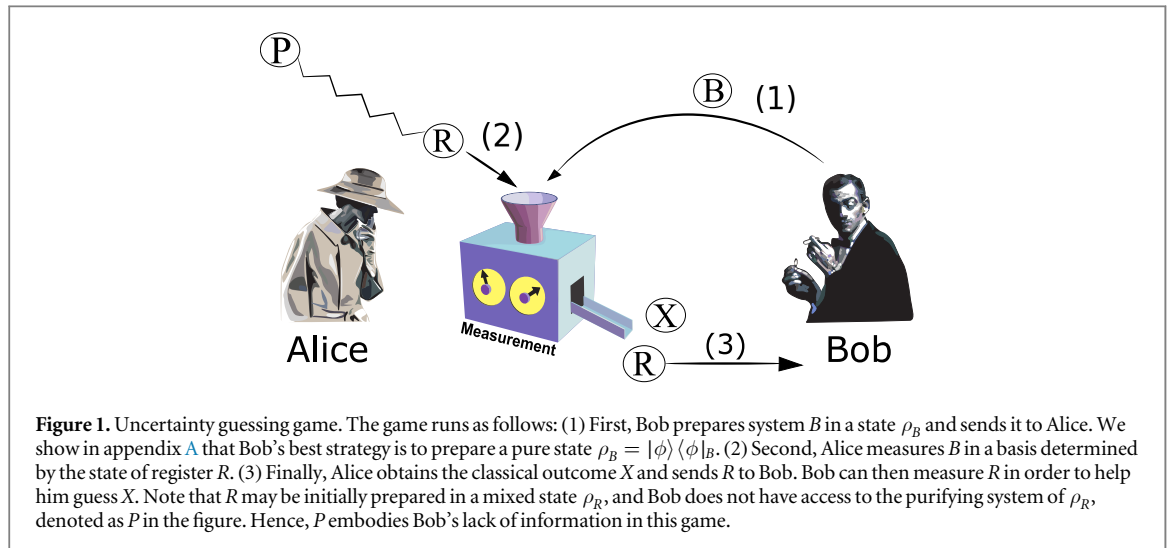 P
B
(1)
R
(2)
X
Measurement
Alice
R
(3)
Bob
Figure 1. Uncertainty guessing game. The game runs as follows: (1) First, Bob prepares system B in a state ρ_B and sends it to Alice. We
show in appendix A that Bob's best strategy is to prepare a pure state ρ_B = |ϕ⟩⟨ϕ|_B. (2) Second, Alice measures B in a basis determined
by the state of register R. (3) Finally, Alice obtains the classical outcome X and sends R to Bob. Bob can then measure R in order to help
him guess X. Note that R may be initially prepared in a mixed state ρ_R, and Bob does not have access to the purifying system of ρ_R,
denoted as P in the figure. Hence, P embodies Bob's lack of information in this game.